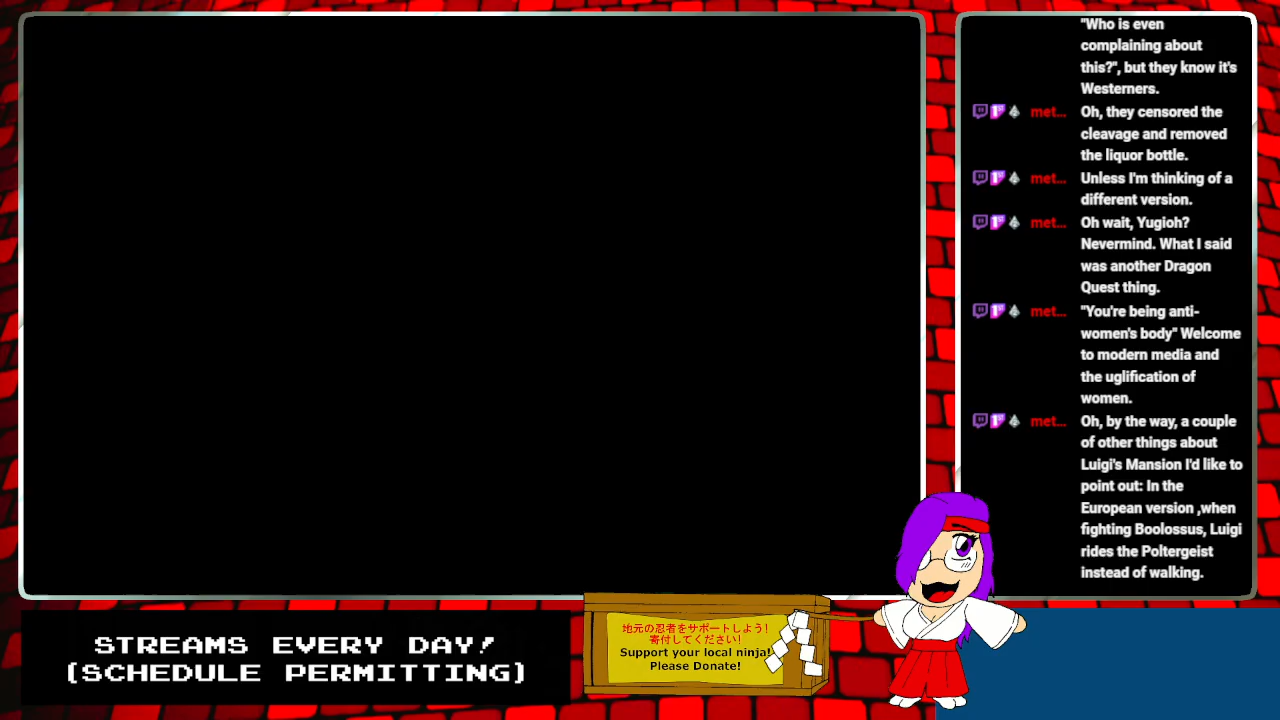 "Who is even
complaining about
this?", but they know it's
Westerners.
met... Oh, they censored the
cleavage and removed
the liquor bottle.
met... Unless I'm thinking of a
different version.
met... Oh wait, Yugioh?
Nevermind. What I said
was another Dragon
Quest thing.
met... "You're being anti-
women's body" Welcome
to modern media and
the uglification of
women.
met... Oh, by the way, a couple
of other things about
Luigi's Mansion I'd like to
point out: In the
European version ,when
fighting Boolossus, Luigi
rides the Poltergeist
instead of walking.
STREAMS EVERY DAY!
(SCHEDULE PERMITTING)
地元の忍者をサポートしよう!
寄付してください!
Support your local ninja!
Please Donate!